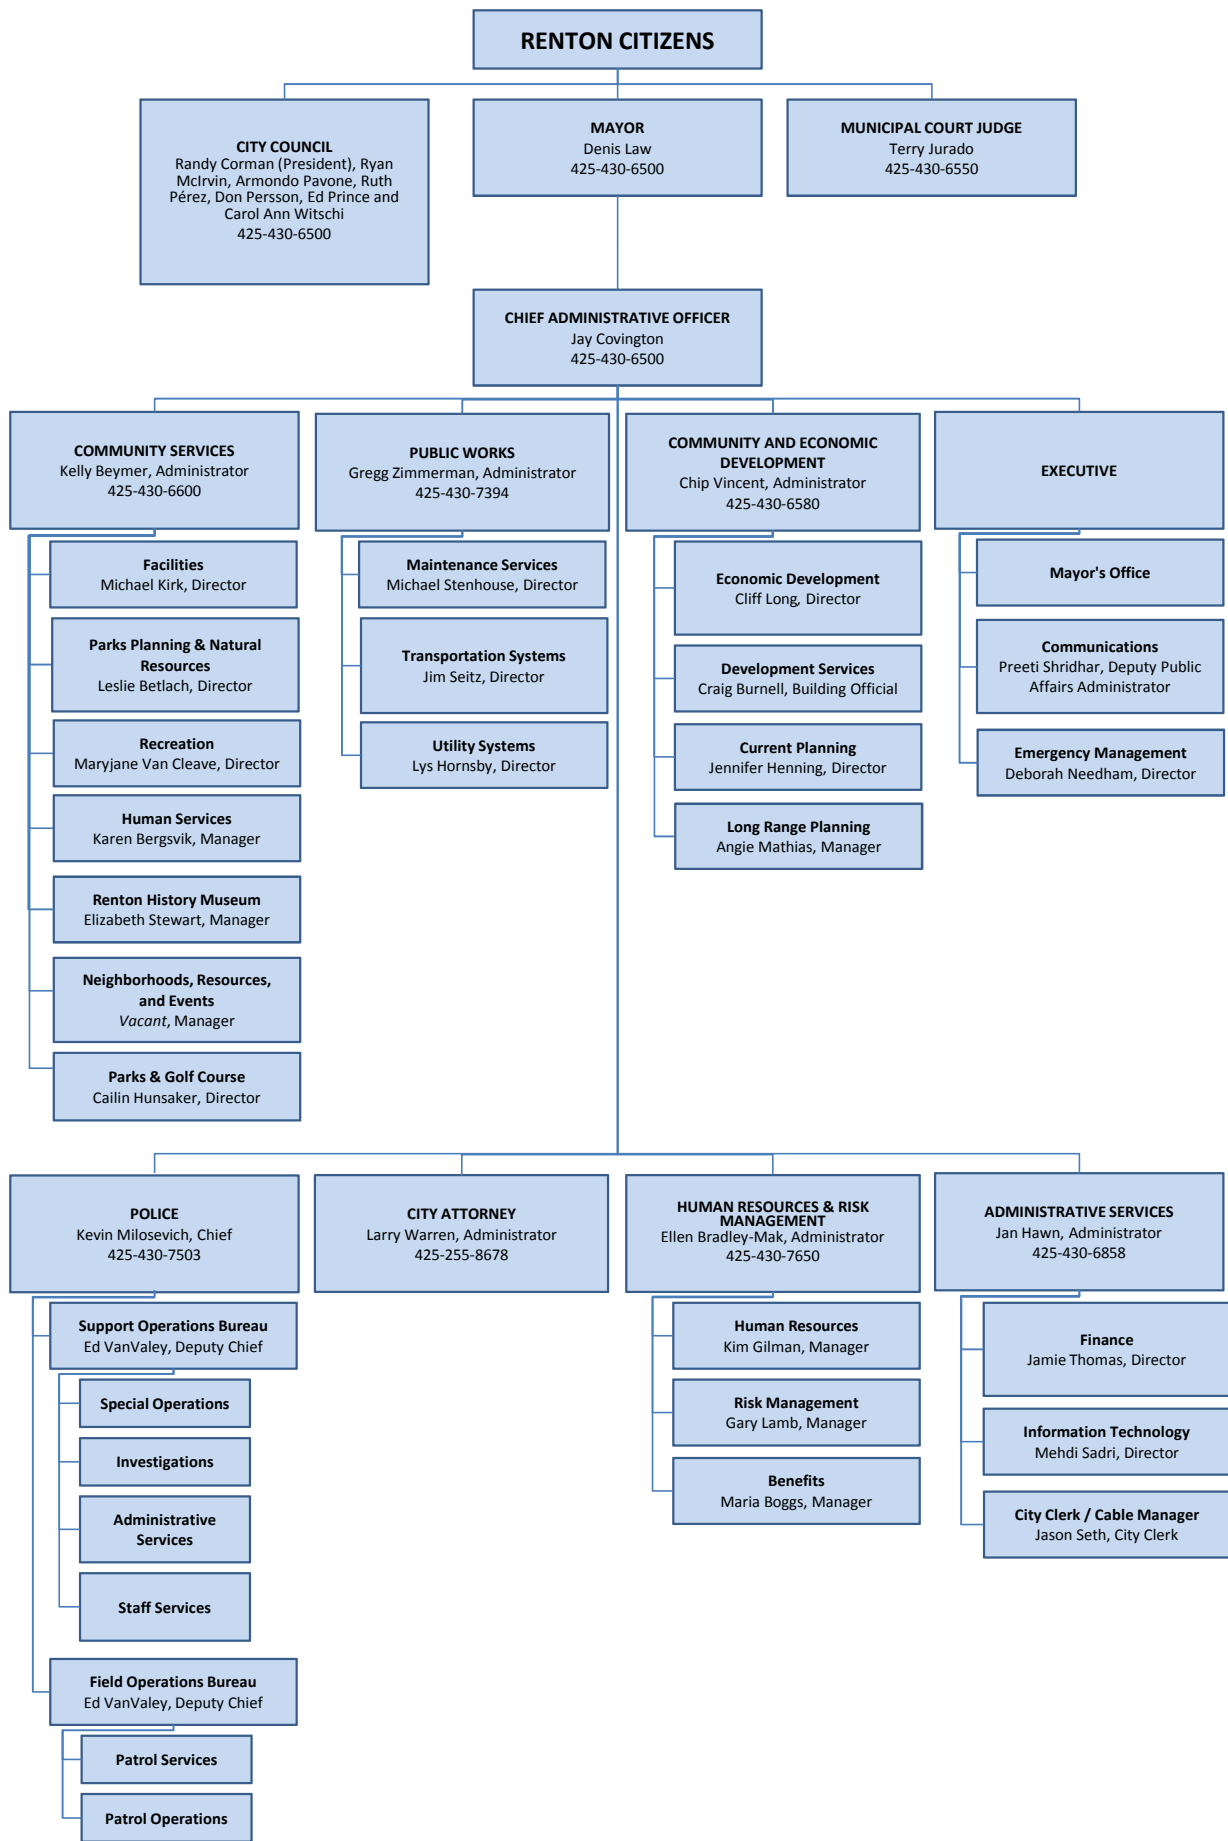 RENTON CITIZENS
CITY COUNCIL
Randy Corman (President), Ryan
McIrvin, Armondo Pavone, Ruth
Pérez, Don Persson, Ed Prince and
Carol Ann Witschi
425-430-6500
MAYOR
Denis Law
425-430-6500
MUNICIPAL COURT JUDGE
Terry Jurado
425-430-6550
CHIEF ADMINISTRATIVE OFFICER
Jay Covington
425-430-6500
COMMUNITY SERVICES
Kelly Beymer, Administrator
425-430-6600
Facilities
Michael Kirk, Director
Parks Planning & Natural
Resources
Leslie Betlach, Director
Recreation
Maryjane Van Cleave, Director
Human Services
Karen Bergsvik, Manager
Renton History Museum
Elizabeth Stewart, Manager
Neighborhoods, Resources,
and Events
Vacant, Manager
Parks & Golf Course
Cailin Hunsaker, Director
PUBLIC WORKS
Gregg Zimmerman, Administrator
425-430-7394
Maintenance Services
Michael Stenhouse, Director
Transportation Systems
Jim Seitz, Director
Utility Systems
Lys Hornsby, Director
COMMUNITY AND ECONOMIC
DEVELOPMENT
Chip Vincent, Administrator
425-430-6580
Economic Development
Cliff Long, Director
Development Services
Craig Burnell, Building Official
Current Planning
Jennifer Henning, Director
Long Range Planning
Angie Mathias, Manager
EXECUTIVE
Mayor's Office
Communications
Preeti Shridhar, Deputy Public
Affairs Administrator
Emergency Management
Deborah Needham, Director
POLICE
Kevin Milosevich, Chief
425-430-7503
Support Operations Bureau
Ed VanValey, Deputy Chief
Special Operations
Investigations
Administrative
Services
Staff Services
Field Operations Bureau
Ed VanValey, Deputy Chief
Patrol Services
Patrol Operations
CITY ATTORNEY
Larry Warren, Administrator
425-255-8678
HUMAN RESOURCES & RISK
MANAGEMENT
Ellen Bradley-Mak, Administrator
425-430-7650
Human Resources
Kim Gilman, Manager
Risk Management
Gary Lamb, Manager
Benefits
Maria Boggs, Manager
ADMINISTRATIVE SERVICES
Jan Hawn, Administrator
425-430-6858
Finance
Jamie Thomas, Director
Information Technology
Mehdi Sadri, Director
City Clerk / Cable Manager
Jason Seth, City Clerk